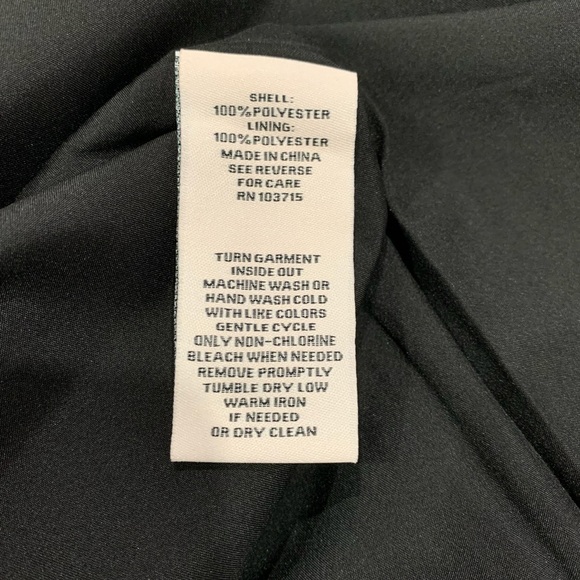 SHELL:
100% POLYESTER
LINING:
100% POLYESTER
MADE IN CHINA
SEE REVERSE
FOR CARE
RN 103715
TURN GARMENT
INSIDE OUT
MACHINE WASH OR
HAND WASH COLD
WITH LIKE COLORS
GENTLE CYCLE
ONLY NON-CHLORINE
BLEACH WHEN NEEDED
REMOVE PROMPTLY
TUMBLE DRY LOW
WARM IRON
IF NEEDED
OR DRY CLEAN